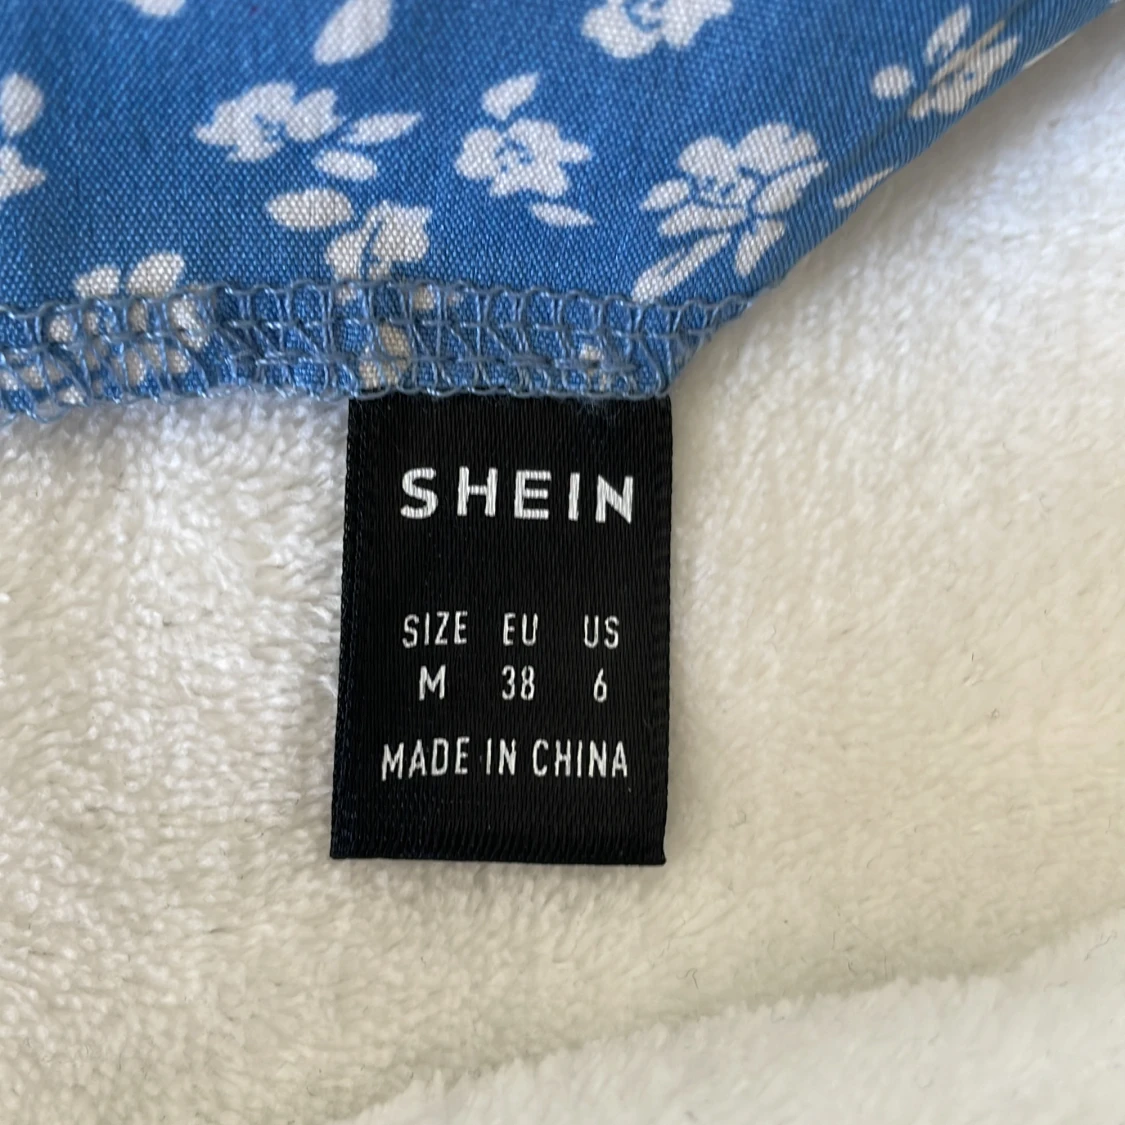 SHEIN
SIZE EU US
M 38 6
MADE IN CHINA